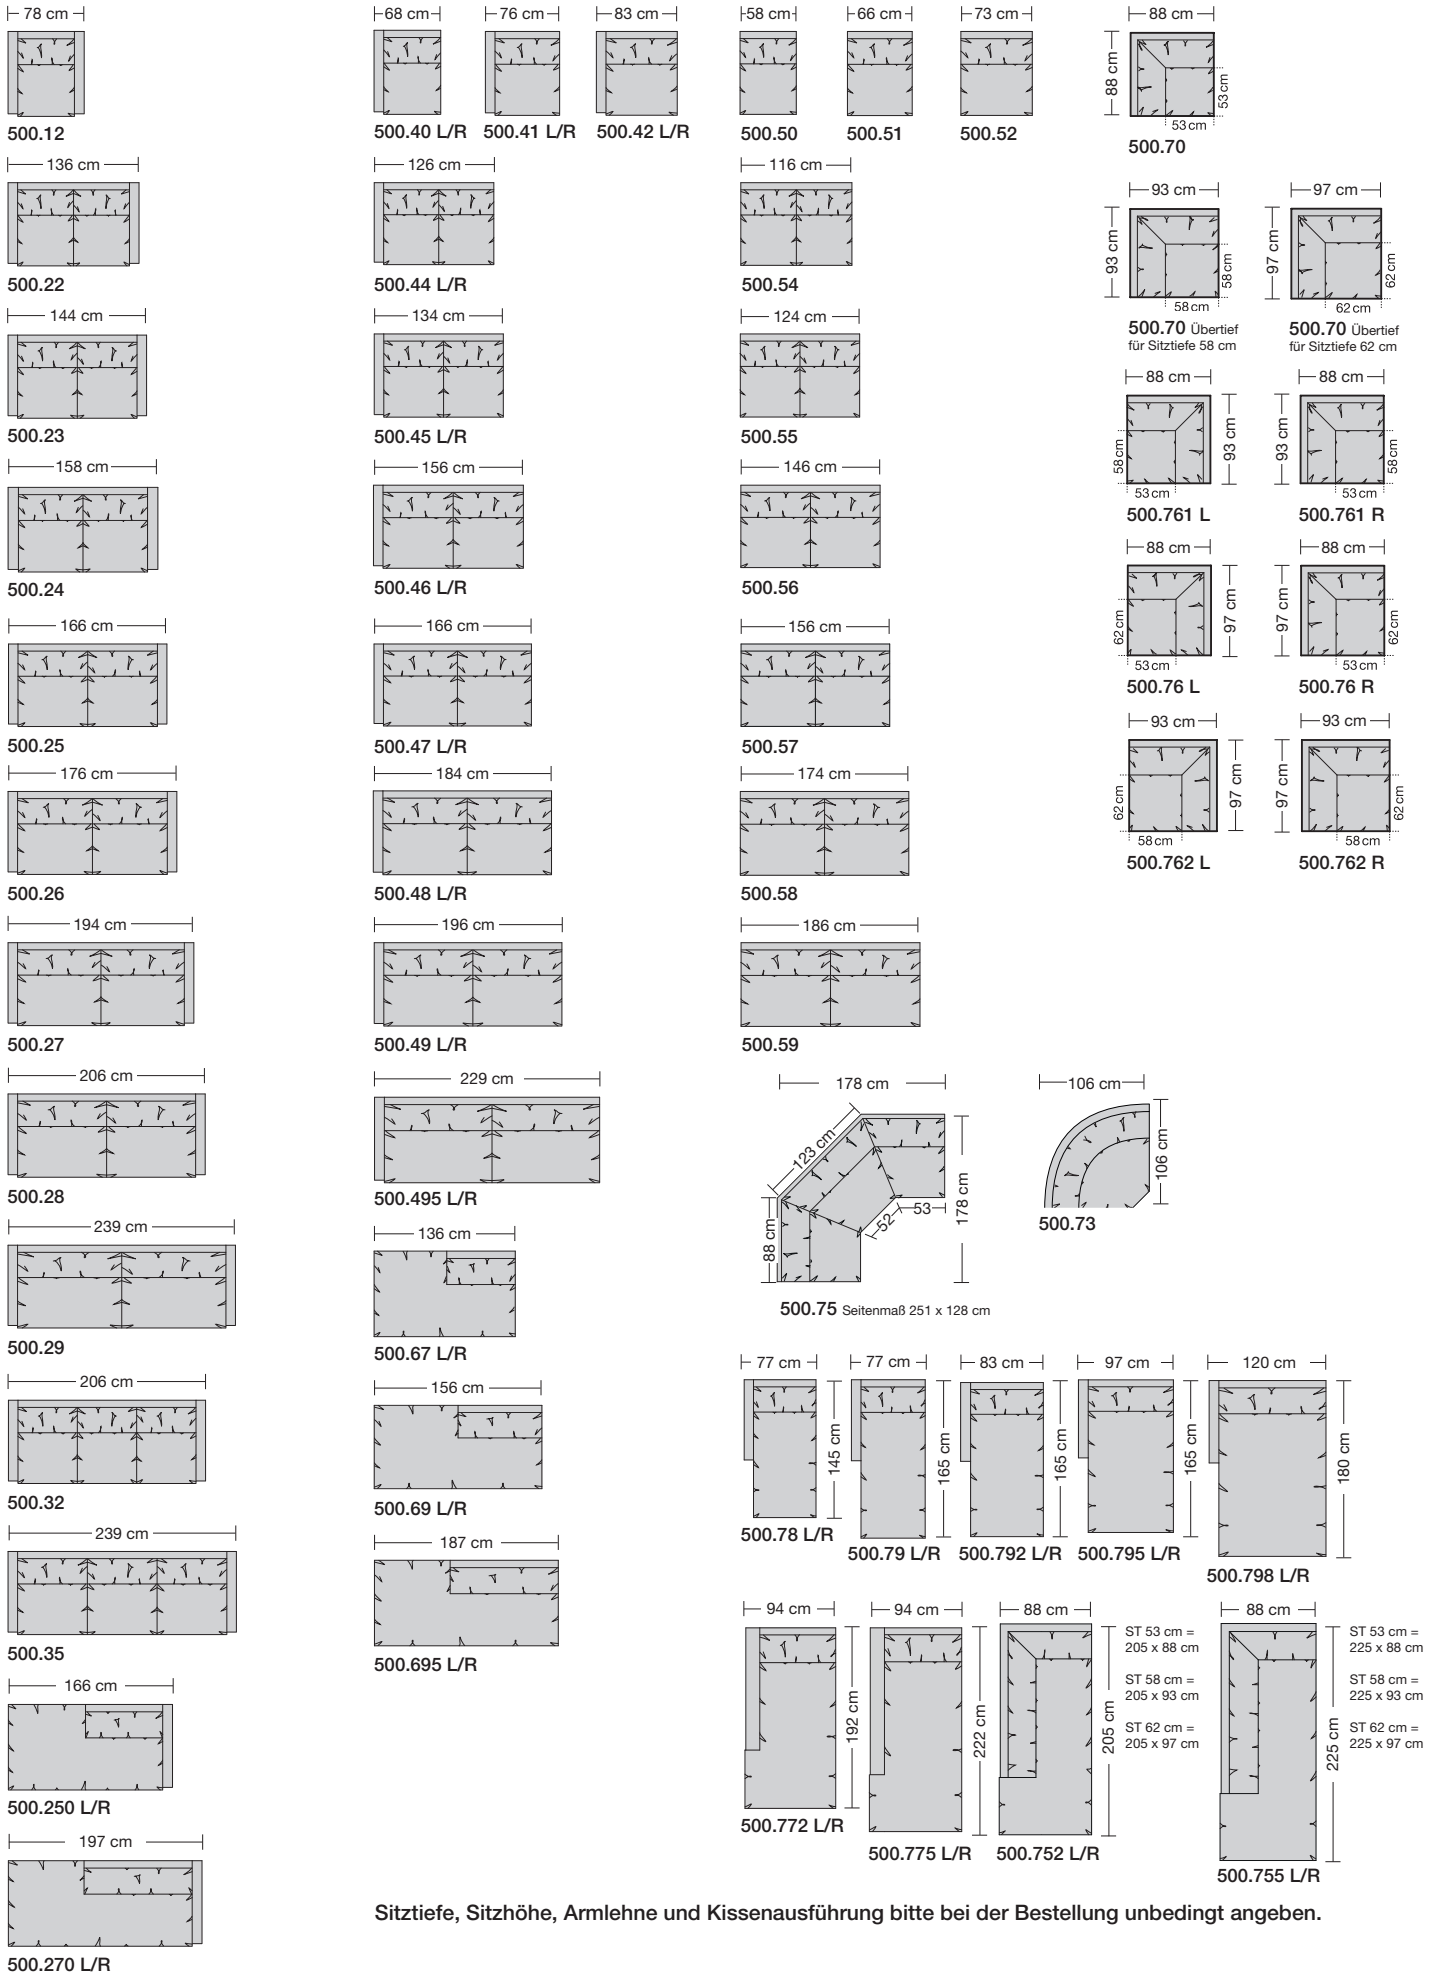 78 cm
68 cm
76 cm
83 cm
58 cm
66 cm
73 cm
88 cm
88 cm
53 cm
53 cm
500.12
500.40 L/R
500.41 L/R
500.42 L/R
500.50
500.51
500.52
500.70
136 cm
126 cm
116 cm
500.22
500.44 L/R
500.54
93 cm
93 cm
58 cm
58 cm
500.70 Übertief
für Sitztiefe 58 cm
97 cm
97 cm
62 cm
62 cm
500.70 Übertief
für Sitztiefe 62 cm
144 cm
134 cm
124 cm
500.23
500.45 L/R
500.55
88 cm
58 cm
93 cm
53 cm
500.761 L
88 cm
93 cm
58 cm
53 cm
500.761 R
158 cm
156 cm
146 cm
500.24
500.46 L/R
500.56
88 cm
62 cm
97 cm
53 cm
500.76 L
88 cm
97 cm
62 cm
53 cm
500.76 R
166 cm
166 cm
156 cm
500.25
500.47 L/R
500.57
93 cm
62 cm
97 cm
58 cm
500.762 L
93 cm
97 cm
62 cm
58 cm
500.762 R
176 cm
184 cm
174 cm
500.26
500.48 L/R
500.58
194 cm
196 cm
186 cm
500.27
500.49 L/R
500.59
206 cm
229 cm
500.28
500.495 L/R
178 cm
123 cm
88 cm
52
53
178 cm
500.75 Seitenmaß 251 x 128 cm
106 cm
106 cm
500.73
239 cm
136 cm
500.29
500.67 L/R
206 cm
156 cm
500.32
500.69 L/R
77 cm
145 cm
500.78 L/R
77 cm
165 cm
500.79 L/R
83 cm
165 cm
500.792 L/R
97 cm
165 cm
500.795 L/R
120 cm
180 cm
500.798 L/R
239 cm
187 cm
500.35
500.695 L/R
94 cm
192 cm
500.772 L/R
94 cm
222 cm
500.775 L/R
88 cm
205 cm
500.752 L/R
ST 53 cm =
205 x 88 cm
ST 58 cm =
205 x 93 cm
ST 62 cm =
205 x 97 cm
88 cm
225 cm
500.755 L/R
ST 53 cm =
225 x 88 cm
ST 58 cm =
225 x 93 cm
ST 62 cm =
225 x 97 cm
166 cm
500.250 L/R
197 cm
500.270 L/R
Sitztiefe, Sitzhöhe, Armlehne und Kissenausführung bitte bei der Bestellung unbedingt angeben.